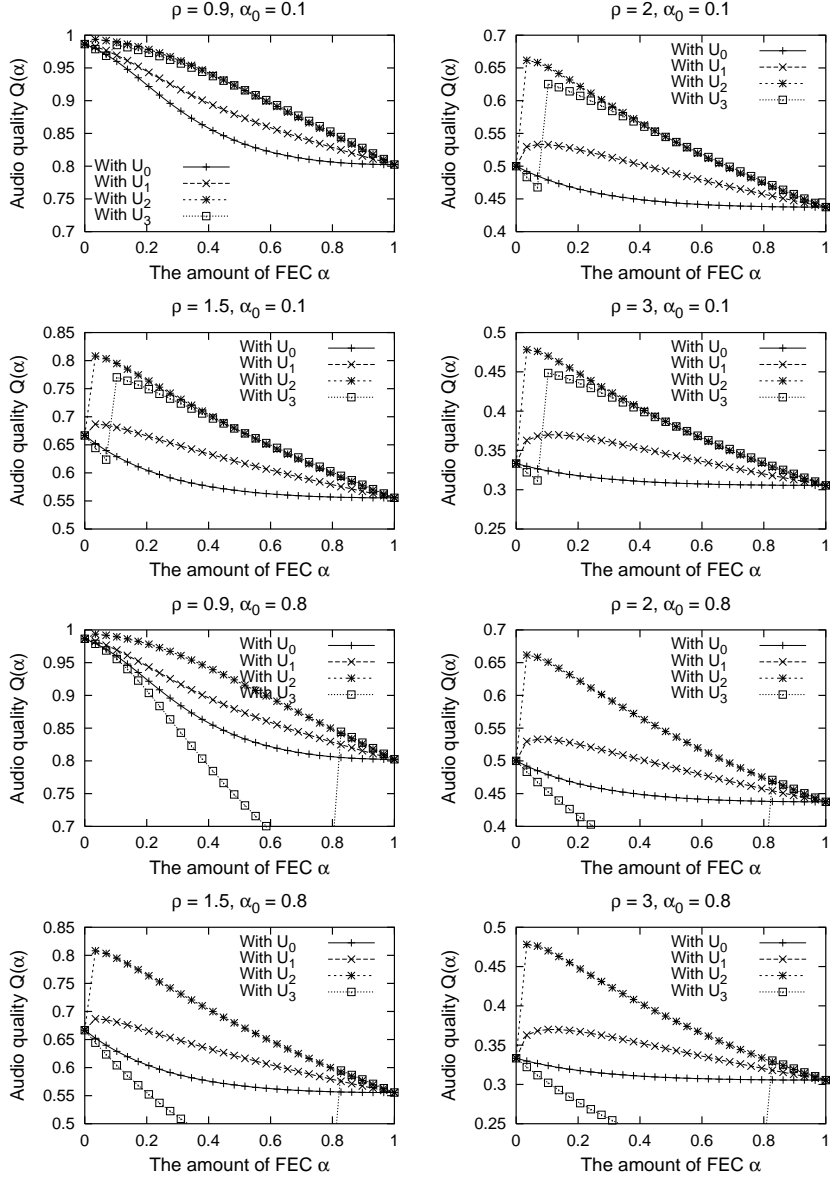 ρ = 0.9, α0 = 0.1
Audio quality Q(α)
1
0.95
0.9
0.85
0.8
0.75
0.7
With U0
With U1
With U2
With U3
0 0.2 0.4 0.6 0.8 1
The amount of FEC α
ρ = 2, α0 = 0.1
Audio quality Q(α)
0.7
0.65
0.6
0.55
0.5
0.45
0.4
With U0
With U1
With U2
With U3
0 0.2 0.4 0.6 0.8 1
The amount of FEC α
ρ = 1.5, α0 = 0.1
Audio quality Q(α)
0.85
0.8
0.75
0.7
0.65
0.6
0.55
0.5
With U0
With U1
With U2
With U3
0 0.2 0.4 0.6 0.8 1
The amount of FEC α
ρ = 3, α0 = 0.1
Audio quality Q(α)
0.5
0.45
0.4
0.35
0.3
0.25
With U0
With U1
With U2
With U3
0 0.2 0.4 0.6 0.8 1
The amount of FEC α
ρ = 0.9, α0 = 0.8
Audio quality Q(α)
1
0.95
0.9
0.85
0.8
0.75
0.7
With U0
With U1
With U2
With U3
0 0.2 0.4 0.6 0.8 1
The amount of FEC α
ρ = 2, α0 = 0.8
Audio quality Q(α)
0.7
0.65
0.6
0.55
0.5
0.45
0.4
With U0
With U1
With U2
With U3
0 0.2 0.4 0.6 0.8 1
The amount of FEC α
ρ = 1.5, α0 = 0.8
Audio quality Q(α)
0.85
0.8
0.75
0.7
0.65
0.6
0.55
0.5
With U0
With U1
With U2
With U3
0 0.2 0.4 0.6 0.8 1
The amount of FEC α
ρ = 3, α0 = 0.8
Audio quality Q(α)
0.5
0.45
0.4
0.35
0.3
0.25
With U0
With U1
With U2
With U3
0 0.2 0.4 0.6 0.8 1
The amount of FEC α